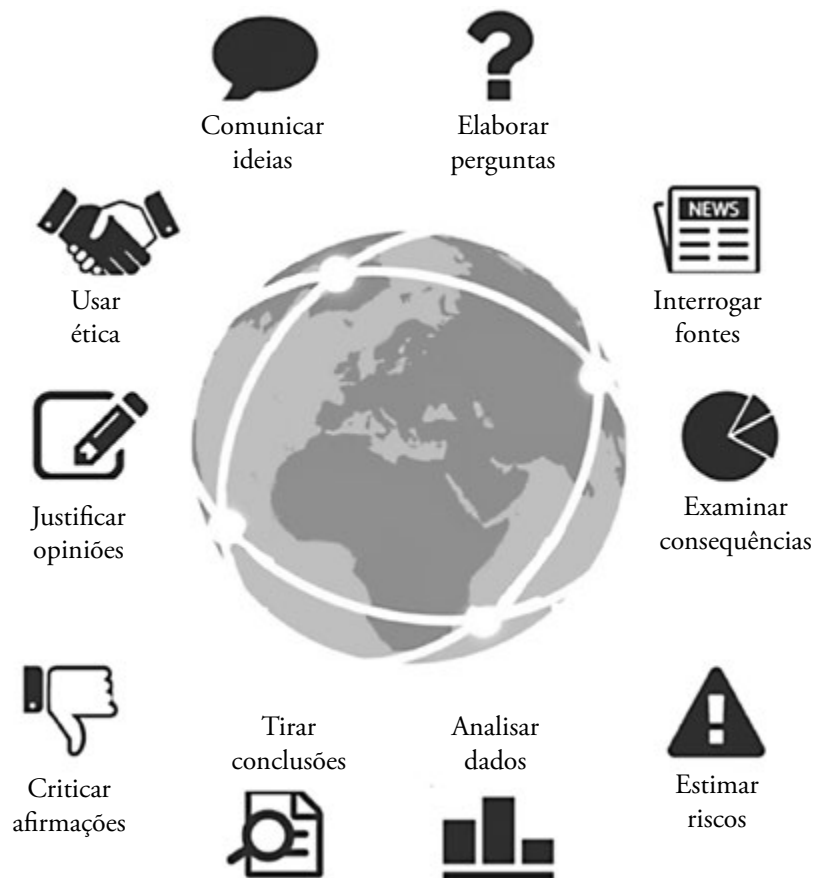 Comunicar
ideias
Elaborar
perguntas
NEWS
Interrogar
fontes
Usar
ética
Examinar
consequências
Justificar
opiniões
Estimar
riscos
Analisar
dados
Tirar
conclusões
Criticar
afirmações